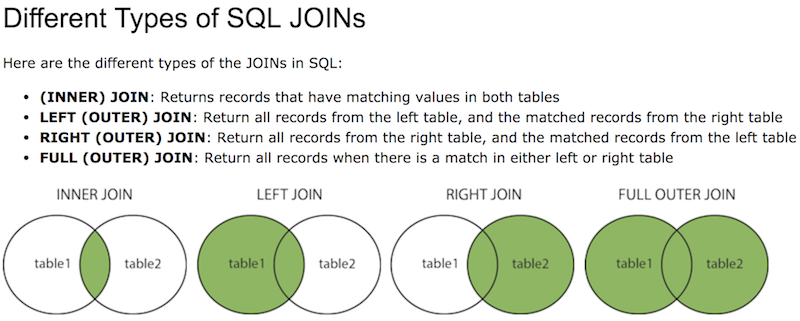 Different Types of SQL JOINs
Here are the different types of the JOINs in SQL:
• (INNER) JOIN: Returns records that have matching values in both tables
• LEFT (OUTER) JOIN: Return all records from the left table, and the matched records from the right table
• RIGHT (OUTER) JOIN: Return all records from the right table, and the matched records from the left table
• FULL (OUTER) JOIN: Return all records when there is a match in either left or right table
INNER JOIN
LEFT JOIN
RIGHT JOIN
FULL OUTER JOIN
table1
table2
table1
table2
table1
table2
table1
table2